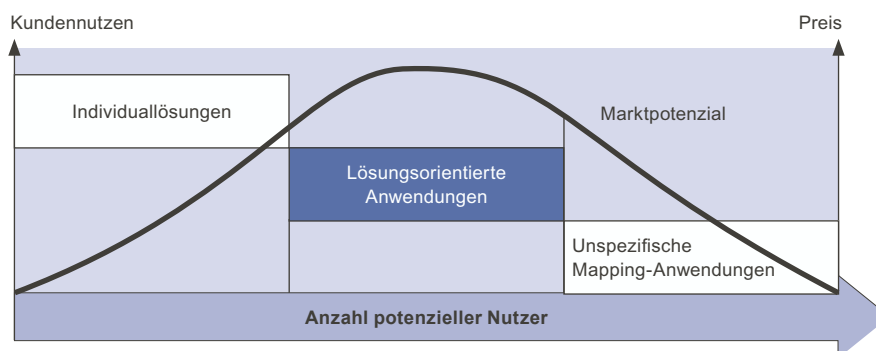 Kundennutzen
Preis
Individuallösungen
Marktpotenzial
Lösungsorientierte
Anwendungen
Unspezifische
Mapping-Anwendungen
Anzahl potenzieller Nutzer